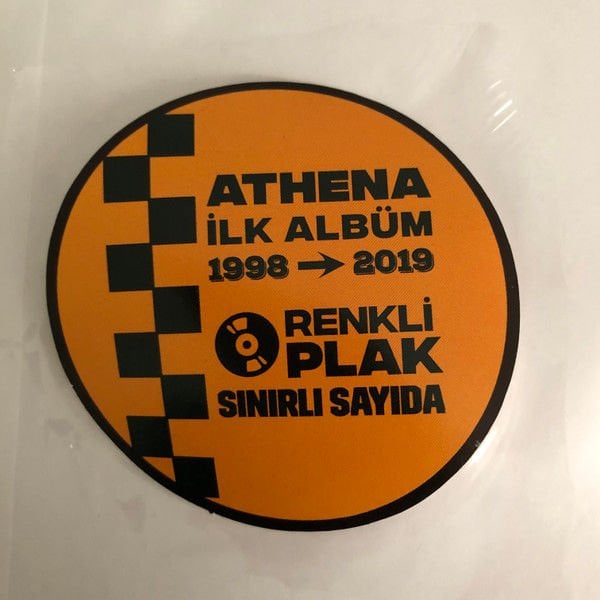 ATHENA
İLK ALBÜM
1998 → 2019
RENKLİ
PLAK
SINIRLI SAYIDA